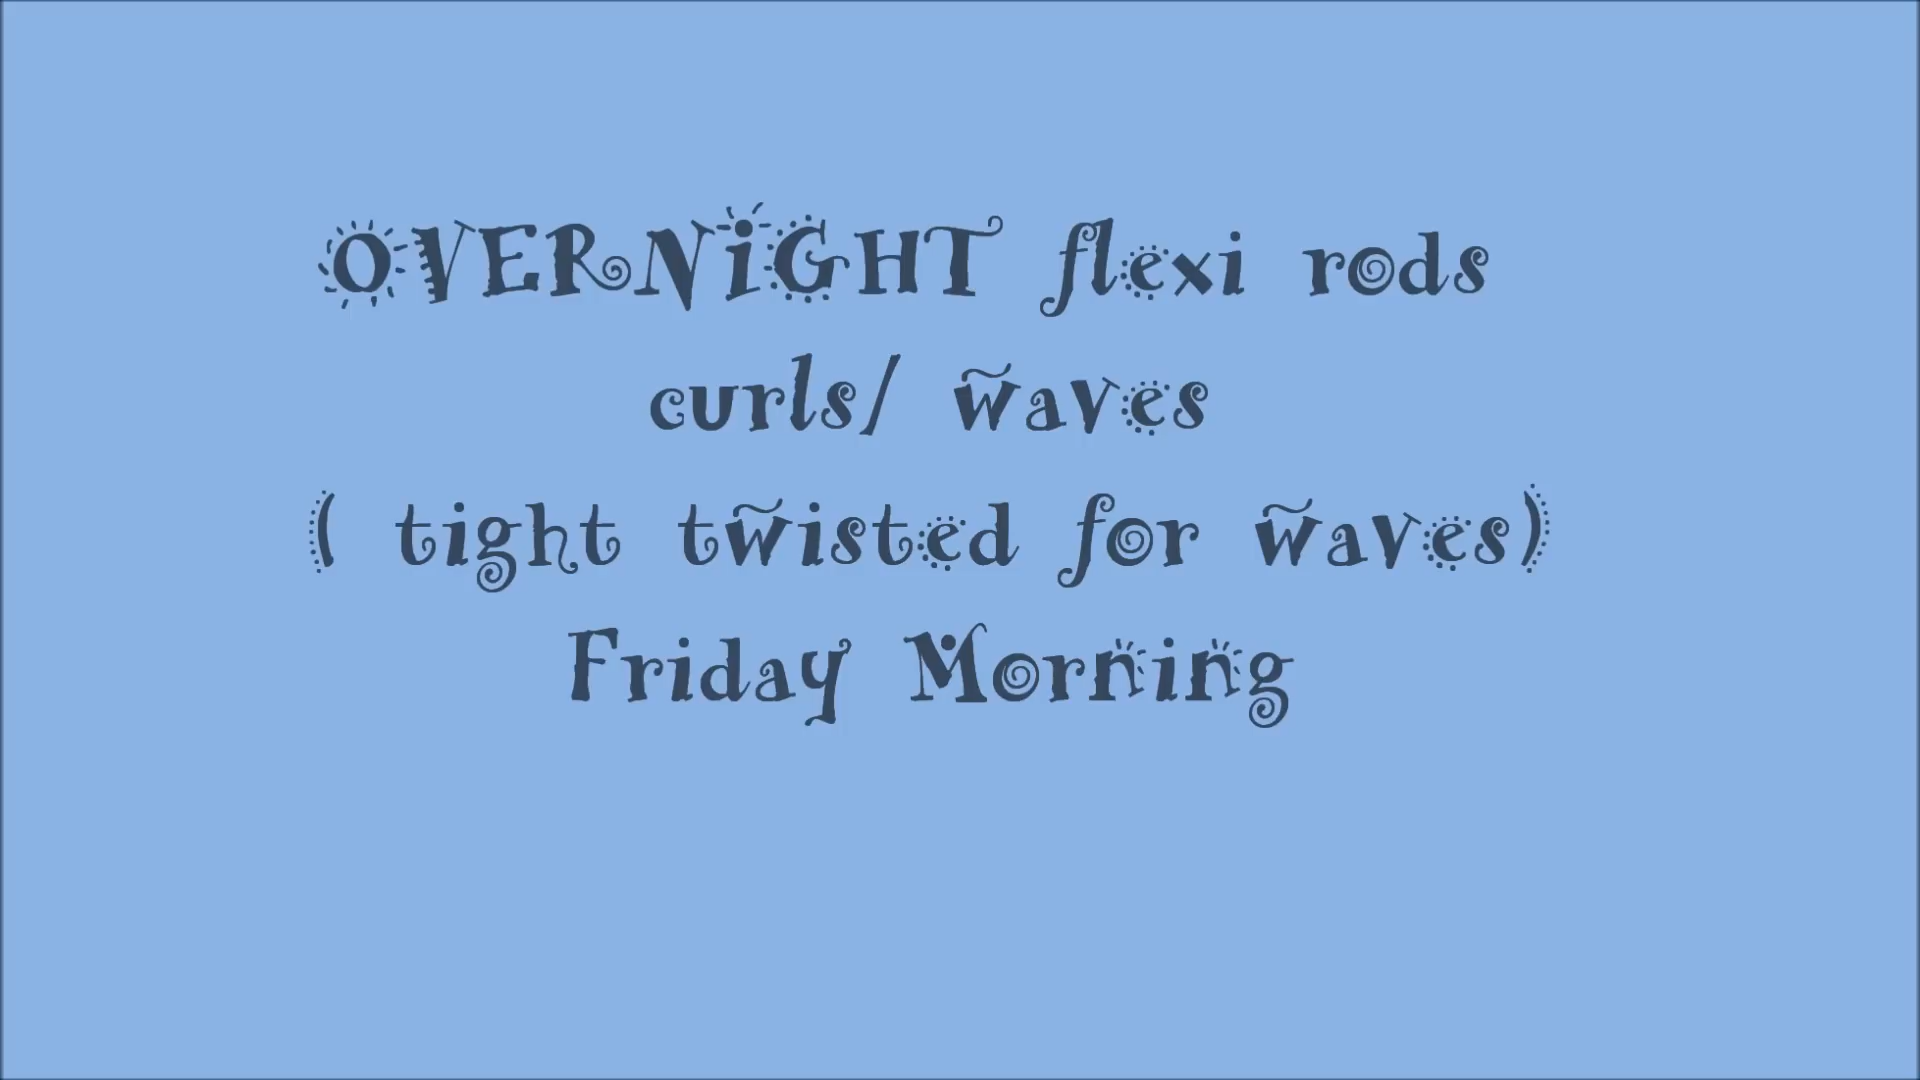 OVERNiGHT flexi rods
curls/ waves
( tight twisted for waves)
Friday Morning